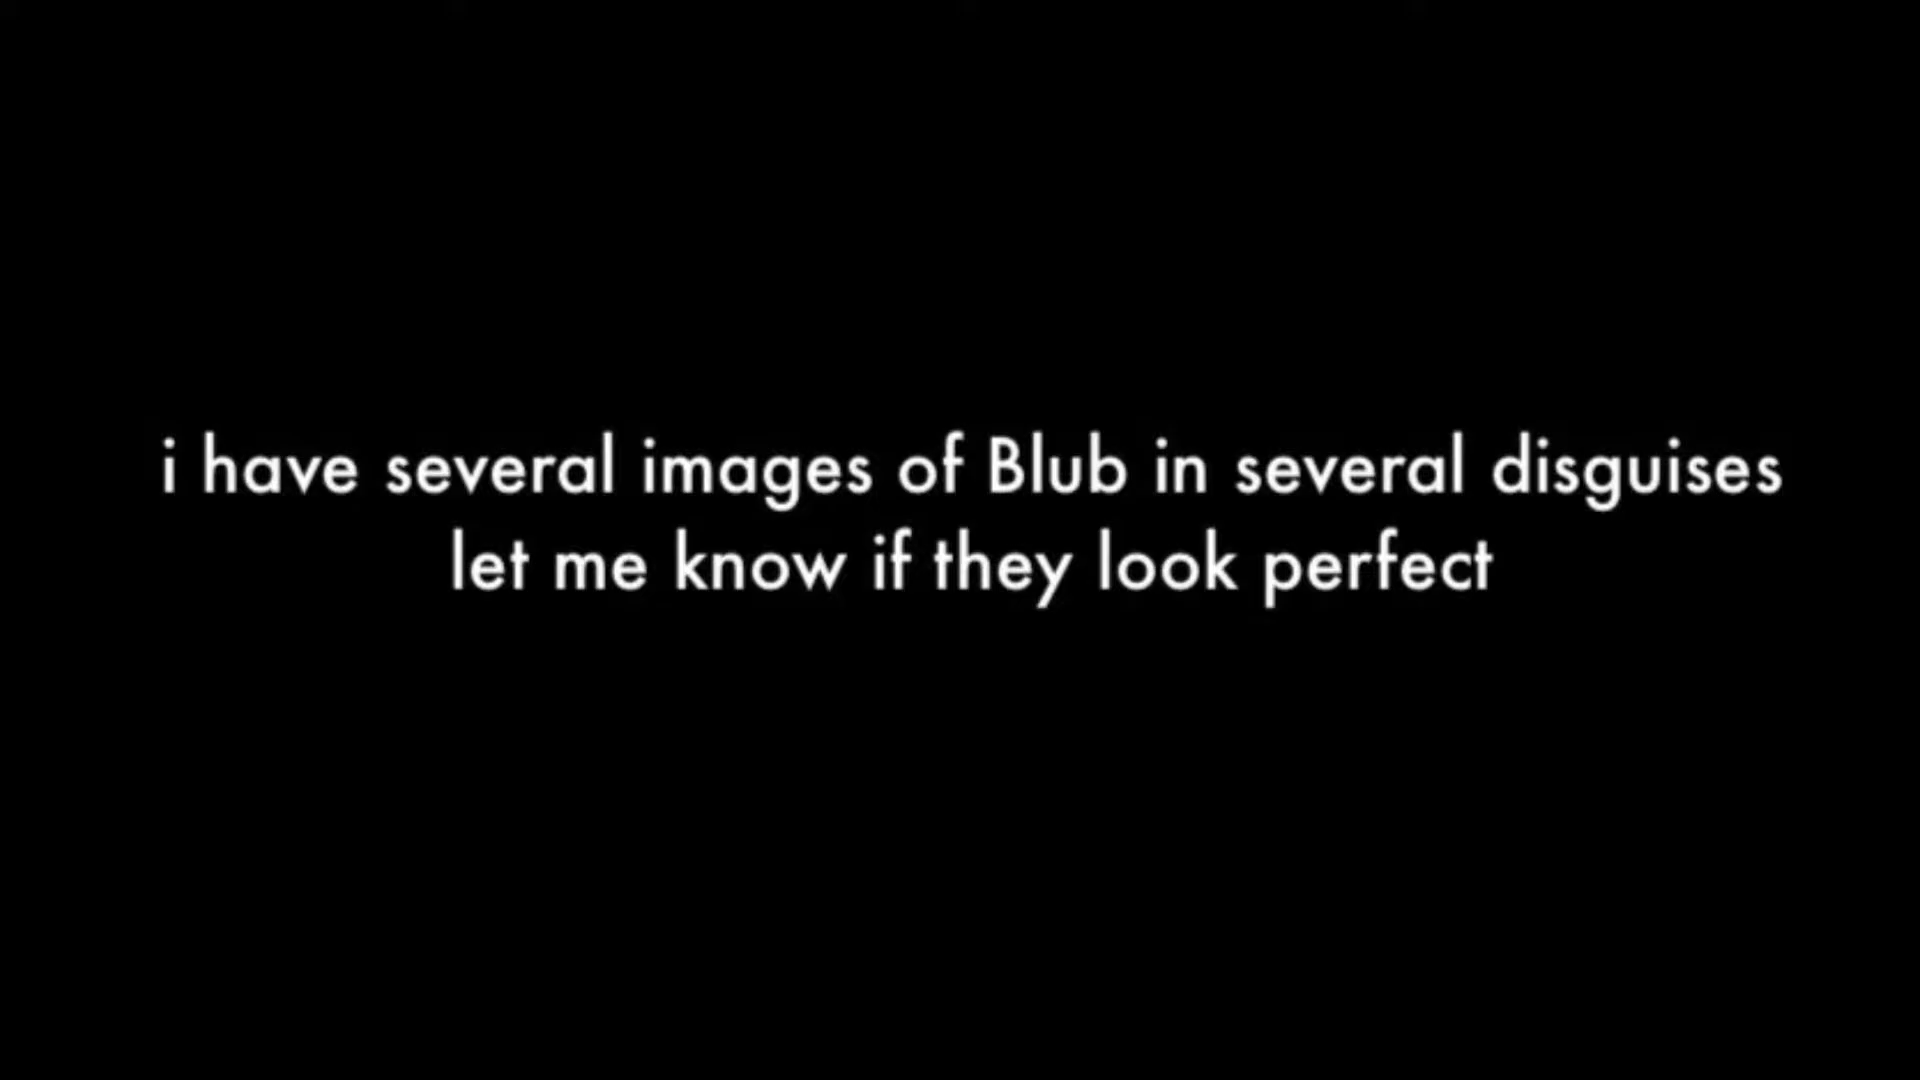 i have several images of Blub in several disguises
let me know if they look perfect